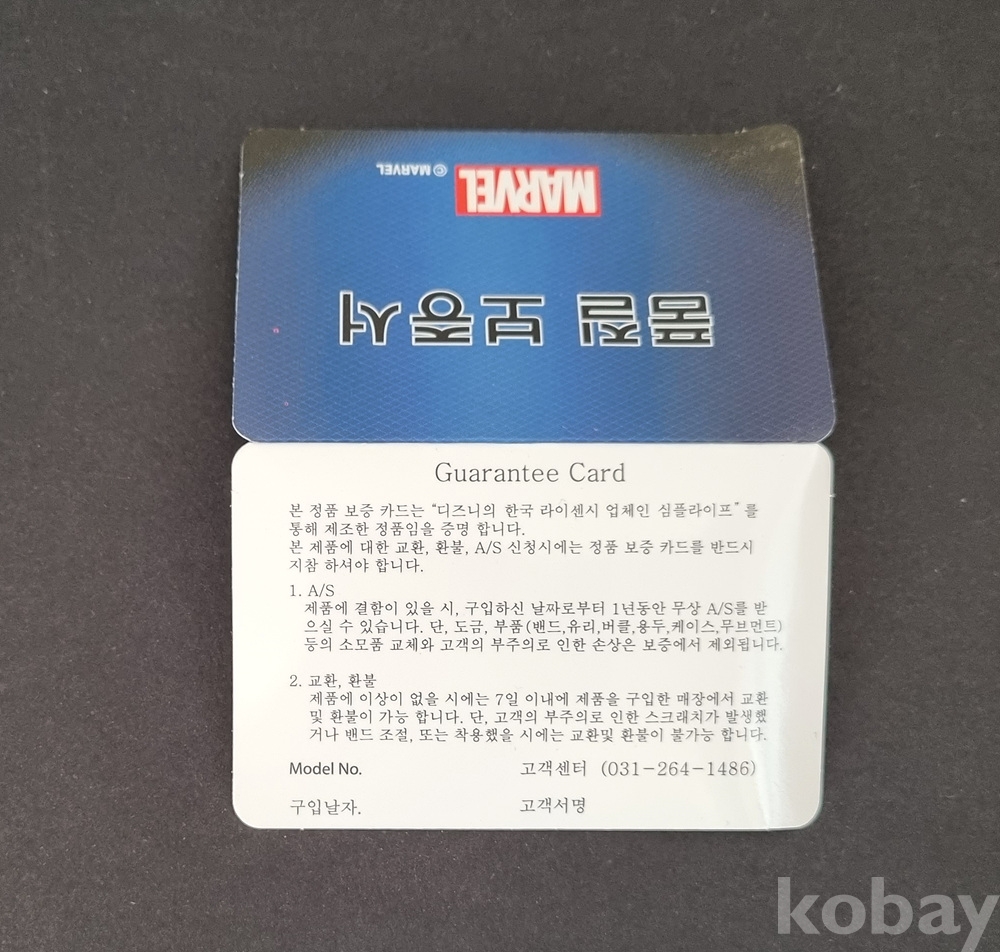 © MARVEL
MARVEL
품질 보증서
Guarantee Card
본 정품 보증 카드는 "디즈니의 한국 라이센시 업체인 심플라이프"를
통해 제조한 정품임을 증명 합니다.
본 제품에 대한 교환, 환불, A/S 신청시에는 정품 보증 카드를 반드시
지참 하셔야 합니다.
1. A/S
제품에 결함이 있을 시, 구입하신 날짜로부터 1년동안 무상 A/S를 받
으실 수 있습니다. 단, 도금, 부품(밴드,유리,버클,용두,케이스,무브먼트)
등의 소모품 교체와 고객의 부주의로 인한 손상은 보증에서 제외됩니다.
2. 교환, 환불
제품에 이상이 없을 시에는 7일 이내에 제품을 구입한 매장에서 교환
및 환불이 가능 합니다. 단, 고객의 부주의로 인한 스크래치가 발생했
거나 밴드 조절, 또는 착용했을 시에는 교환및 환불이 불가능 합니다.
Model No. 고객센터 (031-264-1486)
구입날자. 고객서명
kobay